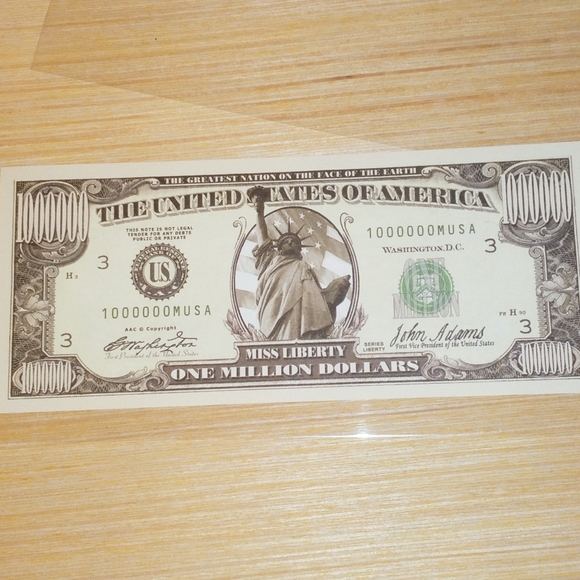 THE GREATEST NATION ON THE FACE OF THE EARTH
THE UNITED STATES OF AMERICA
1000000
1000000
THIS NOTE IS NOT LEGAL
TENDER FOR ANY DEBTS
PUBLIC OR PRIVATE
1000000MUSA
WASHINGTON.D.C.
3
3
H 3
US
ONE
MILLION
1000000MUSA
FR H 90
AAC © Copyright
3
3
First President of the United States
John Adams
First Vice President of the United States
SERIES
LIBERTY
MISS LIBERTY
1000000
1000000
ONE MILLION DOLLARS